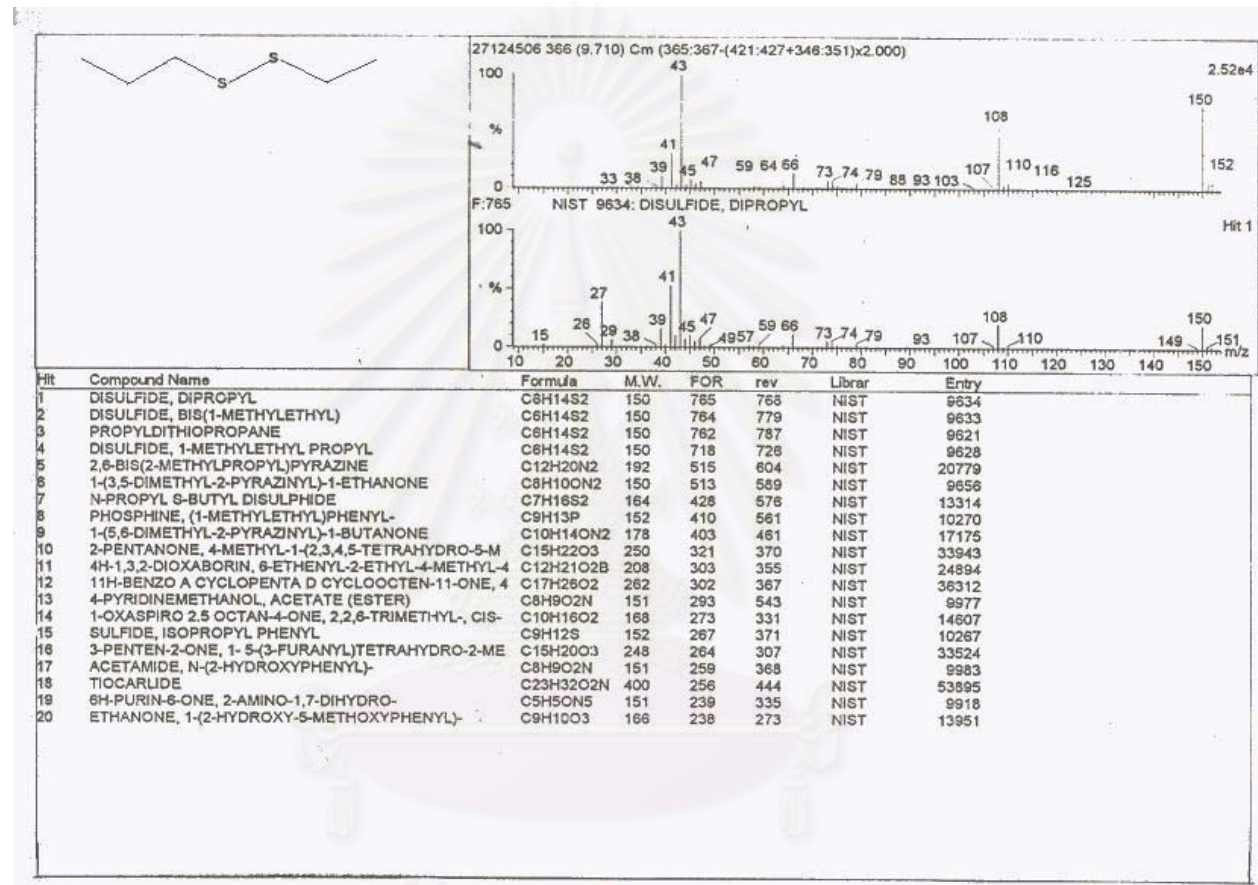 S
S
27124506 366 (9.710) Cm (365:367-(421:427+346:351)x2.000)
2.52e4
100
%
0
43
41
39
45
47
33
38
59
64
66
73
74
79
88
93
103
107
108
110
116
125
150
152
F:765
NIST 9634: DISULFIDE, DIPROPYL
Hit 1
100
%
0
43
41
27
26
29
15
38
39
45
47
49
57
59
66
73
74
79
93
107
108
110
149
150
151
10 20 30 40 50 60 70 80 90 100 110 120 130 140 150 m/z
Hit Compound Name Formula M.W. FOR rev Librar Entry
1 DISULFIDE, DIPROPYL C6H14S2 150 765 768 NIST 9634
2 DISULFIDE, BIS(1-METHYLETHYL) C6H14S2 150 764 779 NIST 9633
3 PROPYLDITHIOPROPANE C6H14S2 150 762 787 NIST 9621
4 DISULFIDE, 1-METHYLETHYL PROPYL C6H14S2 150 718 726 NIST 9628
5 2,6-BIS(2-METHYLPROPYL)PYRAZINE C12H20N2 192 515 604 NIST 20779
6 1-(3,5-DIMETHYL-2-PYRAZINYL)-1-ETHANONE C8H10ON2 150 513 589 NIST 9656
7 N-PROPYL S-BUTYL DISULPHIDE C7H16S2 164 428 576 NIST 13314
8 PHOSPHINE, (1-METHYLETHYL)PHENYL- C9H13P 152 410 561 NIST 10270
9 1-(5,6-DIMETHYL-2-PYRAZINYL)-1-BUTANONE C10H14ON2 178 403 461 NIST 17175
10 2-PENTANONE, 4-METHYL-1-(2,3,4,5-TETRAHYDRO-5-M C15H22O3 250 321 370 NIST 33943
11 4H-1,3,2-DIOXABORIN, 6-ETHENYL-2-ETHYL-4-METHYL-4 C12H21O2B 208 303 355 NIST 24894
12 11H-BENZO A CYCLOPENTA D CYCLOOCTEN-11-ONE, 4 C17H26O2 262 302 367 NIST 36312
13 4-PYRIDINEMETHANOL, ACETATE (ESTER) C8H9O2N 151 293 543 NIST 9977
14 1-OXASPIRO 2.5 OCTAN-4-ONE, 2,2,6-TRIMETHYL-, CIS- C10H16O2 168 273 331 NIST 14607
15 SULFIDE, ISOPROPYL PHENYL C9H12S 152 267 371 NIST 10267
16 3-PENTEN-2-ONE, 1- 5-(3-FURANYL)TETRAHYDRO-2-ME C15H20O3 248 264 307 NIST 33524
17 ACETAMIDE, N-(2-HYDROXYPHENYL)- C8H9O2N 151 259 368 NIST 9983
18 TIOCARLIDE C23H32O2N 400 256 444 NIST 53895
19 6H-PURIN-6-ONE, 2-AMINO-1,7-DIHYDRO- C5H5ON5 151 239 335 NIST 9918
20 ETHANONE, 1-(2-HYDROXY-5-METHOXYPHENYL)- C9H10O3 166 238 273 NIST 13951